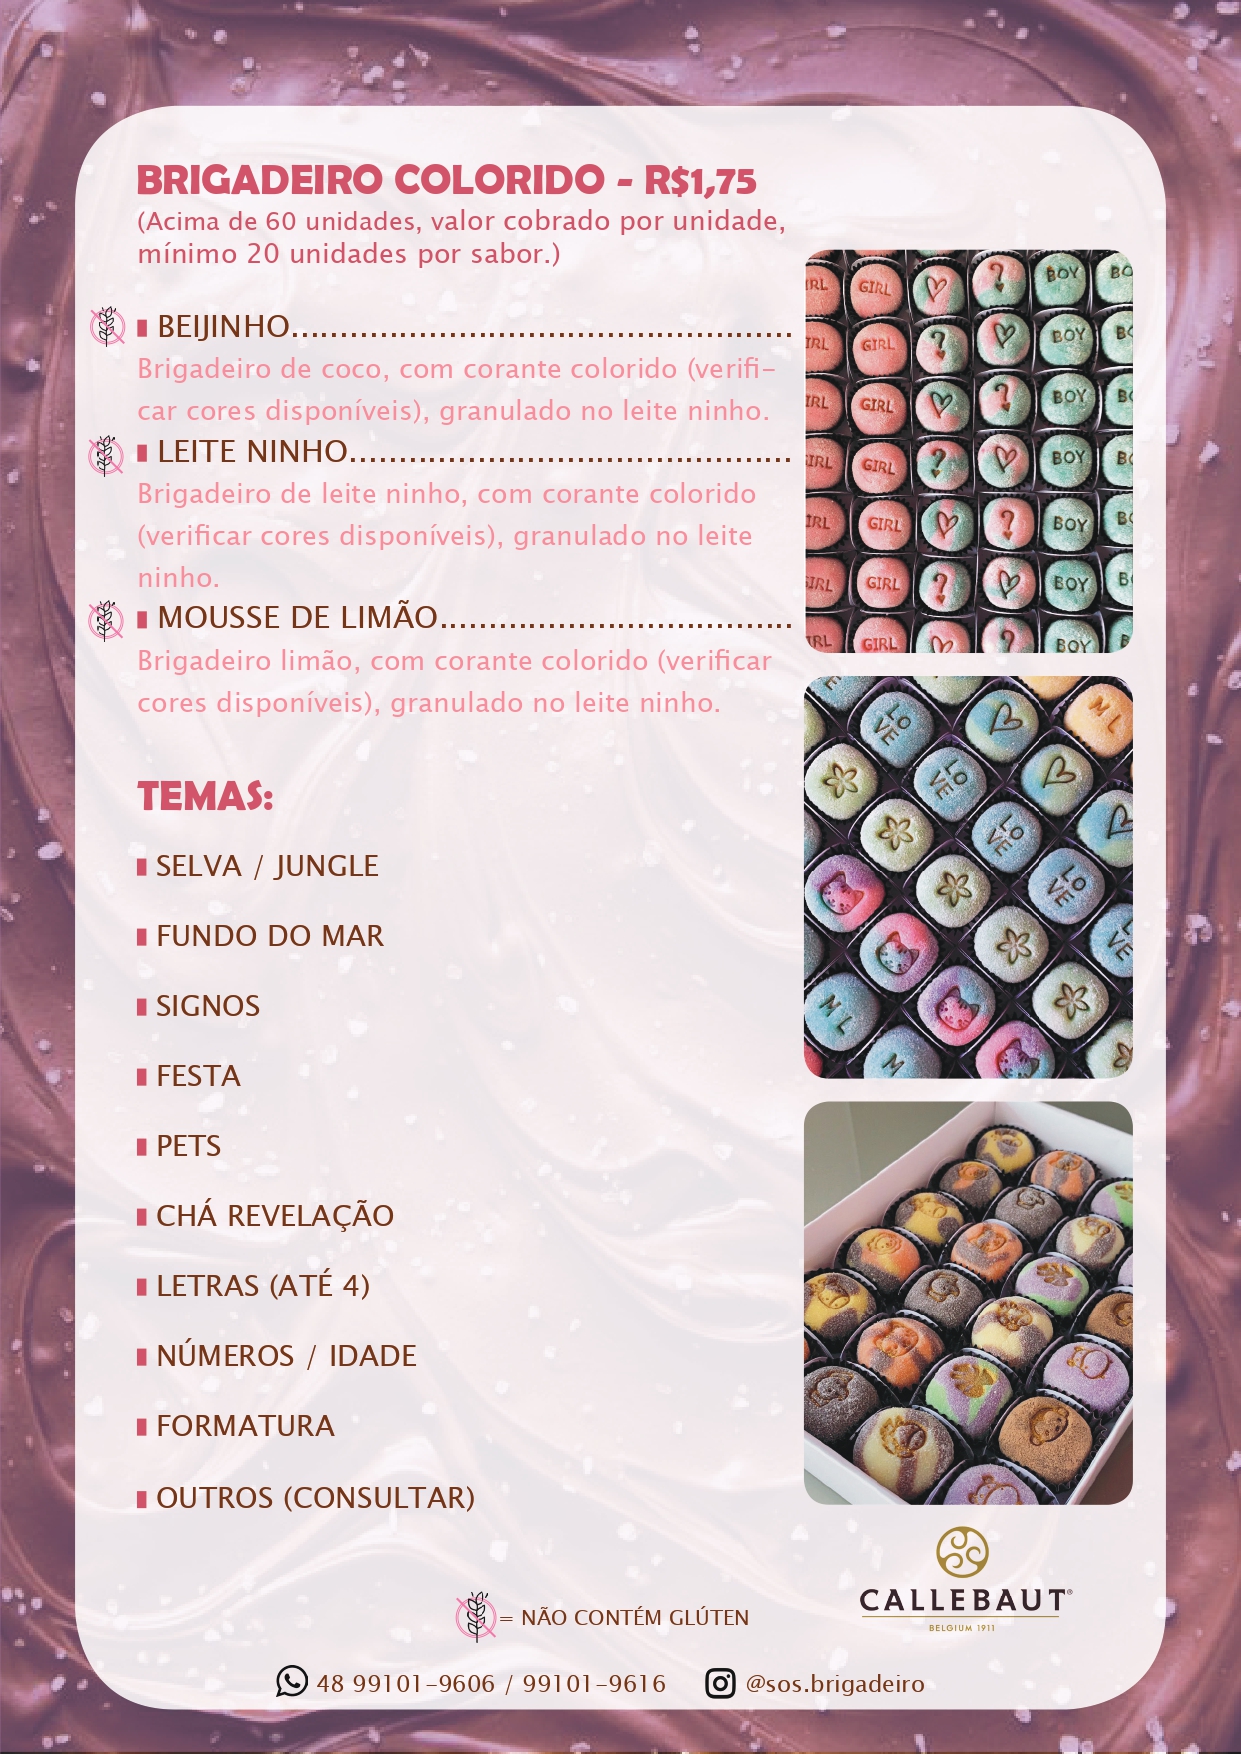 BRIGADEIRO COLORIDO - R$1,75
(Acima de 60 unidades, valor cobrado por unidade,
mínimo 20 unidades por sabor.)
BEIJINHO..................................................
Brigadeiro de coco, com corante colorido (verifi-
car cores disponíveis), granulado no leite ninho.
LEITE NINHO............................................
Brigadeiro de leite ninho, com corante colorido
(verificar cores disponíveis), granulado no leite
ninho.
MOUSSE DE LIMÃO...................................
Brigadeiro limão, com corante colorido (verificar
cores disponíveis), granulado no leite ninho.
TEMAS:
SELVA / JUNGLE
FUNDO DO MAR
SIGNOS
FESTA
PETS
CHÁ REVELAÇÃO
LETRAS (ATÉ 4)
NÚMEROS / IDADE
FORMATURA
OUTROS (CONSULTAR)
GIRL ? BOY
GIRL ? BOY
GIRL ? BOY
GIRL ? BOY
GIRL ? BOY
GIRL ? BOY
GIRL ? BOY
LOVE
ML
LOVE
LOVE
LOVE
LOVE
ML
M
CALLEBAUT®
BELGIUM 1911
= NÃO CONTÉM GLÚTEN
48 99101-9606 / 99101-9616 @sos.brigadeiro